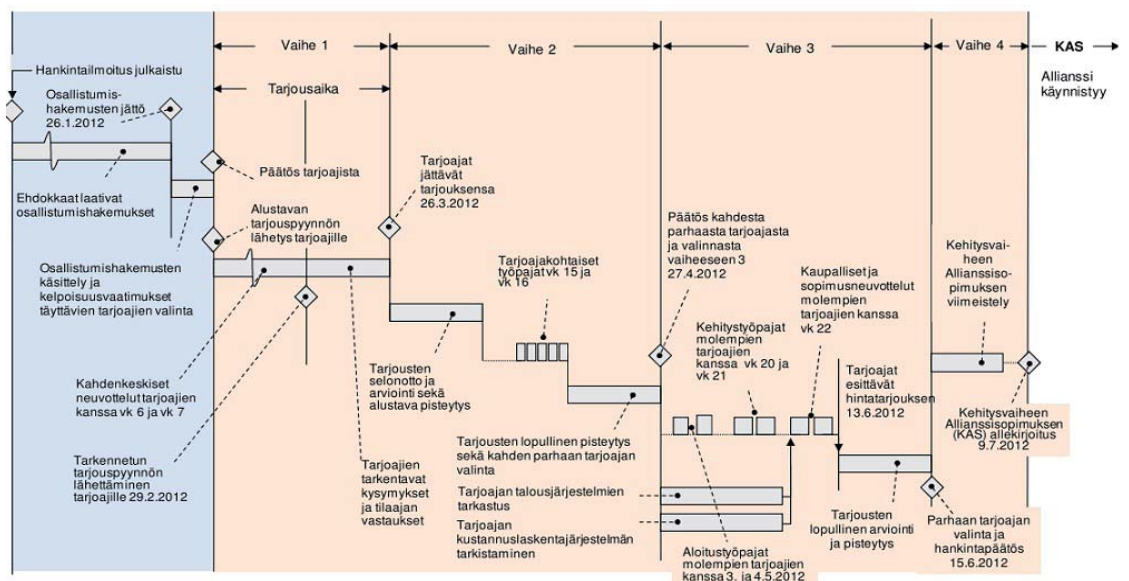 Vaihe 1
Vaihe 2
Vaihe 3
Vaihe 4
KAS
Hankintailmoitus julkaistu
Tarjousaika
Allianssi
käynnistyy
Osallistumis-
hakemusten jättö
26.1.2012
Päätös tarjoajista
Tarjoajat
jättävät
tarjouksensa
26.3.2012
Ehdokkaat laativat
osallistumishakemukset
Alustavan
tarjouspyynnön
lähetys tarjoajille
Päätös kahdesta
parhaasta tarjoajasta
ja valinnasta
vaiheeseen 3
27.4.2012
Kehitysvai-
heen
Allianssiso-
pimuksen
viimeistely
Osallistumishakemusten
käsittely ja
kelpoisuusvaatimukset
täyttävien tarjoajien valinta
Tarjoajakohtaiset
työpajat vk 15 ja
vk 16
Kaupalliset ja
sopimusneuvottelut
molempien
tarjoajien kanssa
vk 22
Kehitystyöpajat
molempien
tarjoajien
kanssa vk 20 ja
vk 21
Kahdenkeskiset
neuvottelut tarjoajien
kanssa vk 6 ja vk 7
Tarjousten
selonotto ja
arviointi sekä
alustava pisteytys
Tarjoajat
esittävät
hintatarjouksen
13.6.2012
Kehitysvaiheen
Allianssisopimuksen
(KAS) allekirjoitus
9.7.2012
Tarkennetun
tarjouspyynnön
lähettäminen
tarjoajille 29.2.2012
Tarjoajien
tarkentavat
kysymykset
ja tilaajan
vastaukset
Tarjousten lopullinen pisteytys
sekä kahden parhaan tarjoajan
valinta
Tarjoajan talousjärjestelmien
tarkastus
Tarjoajan
kustannuslaskentajärjestelmän
tarkistaminen
Aloitustyöpajat
molempien tarjoajien
kanssa 3. ja 4.5.2012
Tarjousten
lopullinen arviointi
ja pisteytys
Parhaan tarjoajan
valinta ja
hankintapäätös
15.6.2012